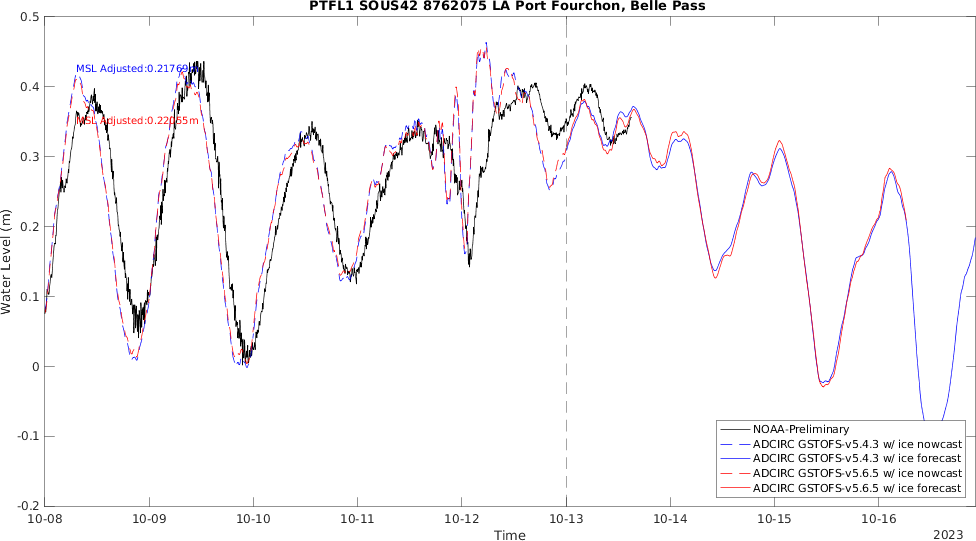 PTFL1 SOUS42 8762075 LA Port Fourchon, Belle Pass
0.5
0.4
0.3
0.2
0.1
0
-0.1
-0.2
Water Level (m)
MSL Adjusted:0.21769m
MSL Adjusted:0.22065m
NOAA-Preliminary
ADCIRC GSTOFS-v5.4.3 w/ ice nowcast
ADCIRC GSTOFS-v5.4.3 w/ ice forecast
ADCIRC GSTOFS-v5.6.5 w/ ice nowcast
ADCIRC GSTOFS-v5.6.5 w/ ice forecast
10-08 10-09 10-10 10-11 10-12 10-13 10-14 10-15 10-16
Time
2023